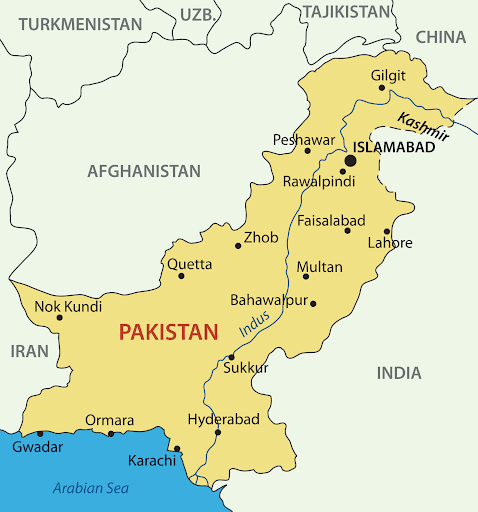 TURKMENISTAN
UZB.
TAJIKISTAN
CHINA
Gilgit
Kashmir
Peshawar
ISLAMABAD
Rawalpindi
AFGHANISTAN
Faisalabad
Lahore
Zhob
Quetta
Multan
Bahawalpur
Nok Kundi
PAKISTAN
Indus
IRAN
Sukkur
INDIA
Ormara
Hyderabad
Gwadar
Karachi
Arabian Sea